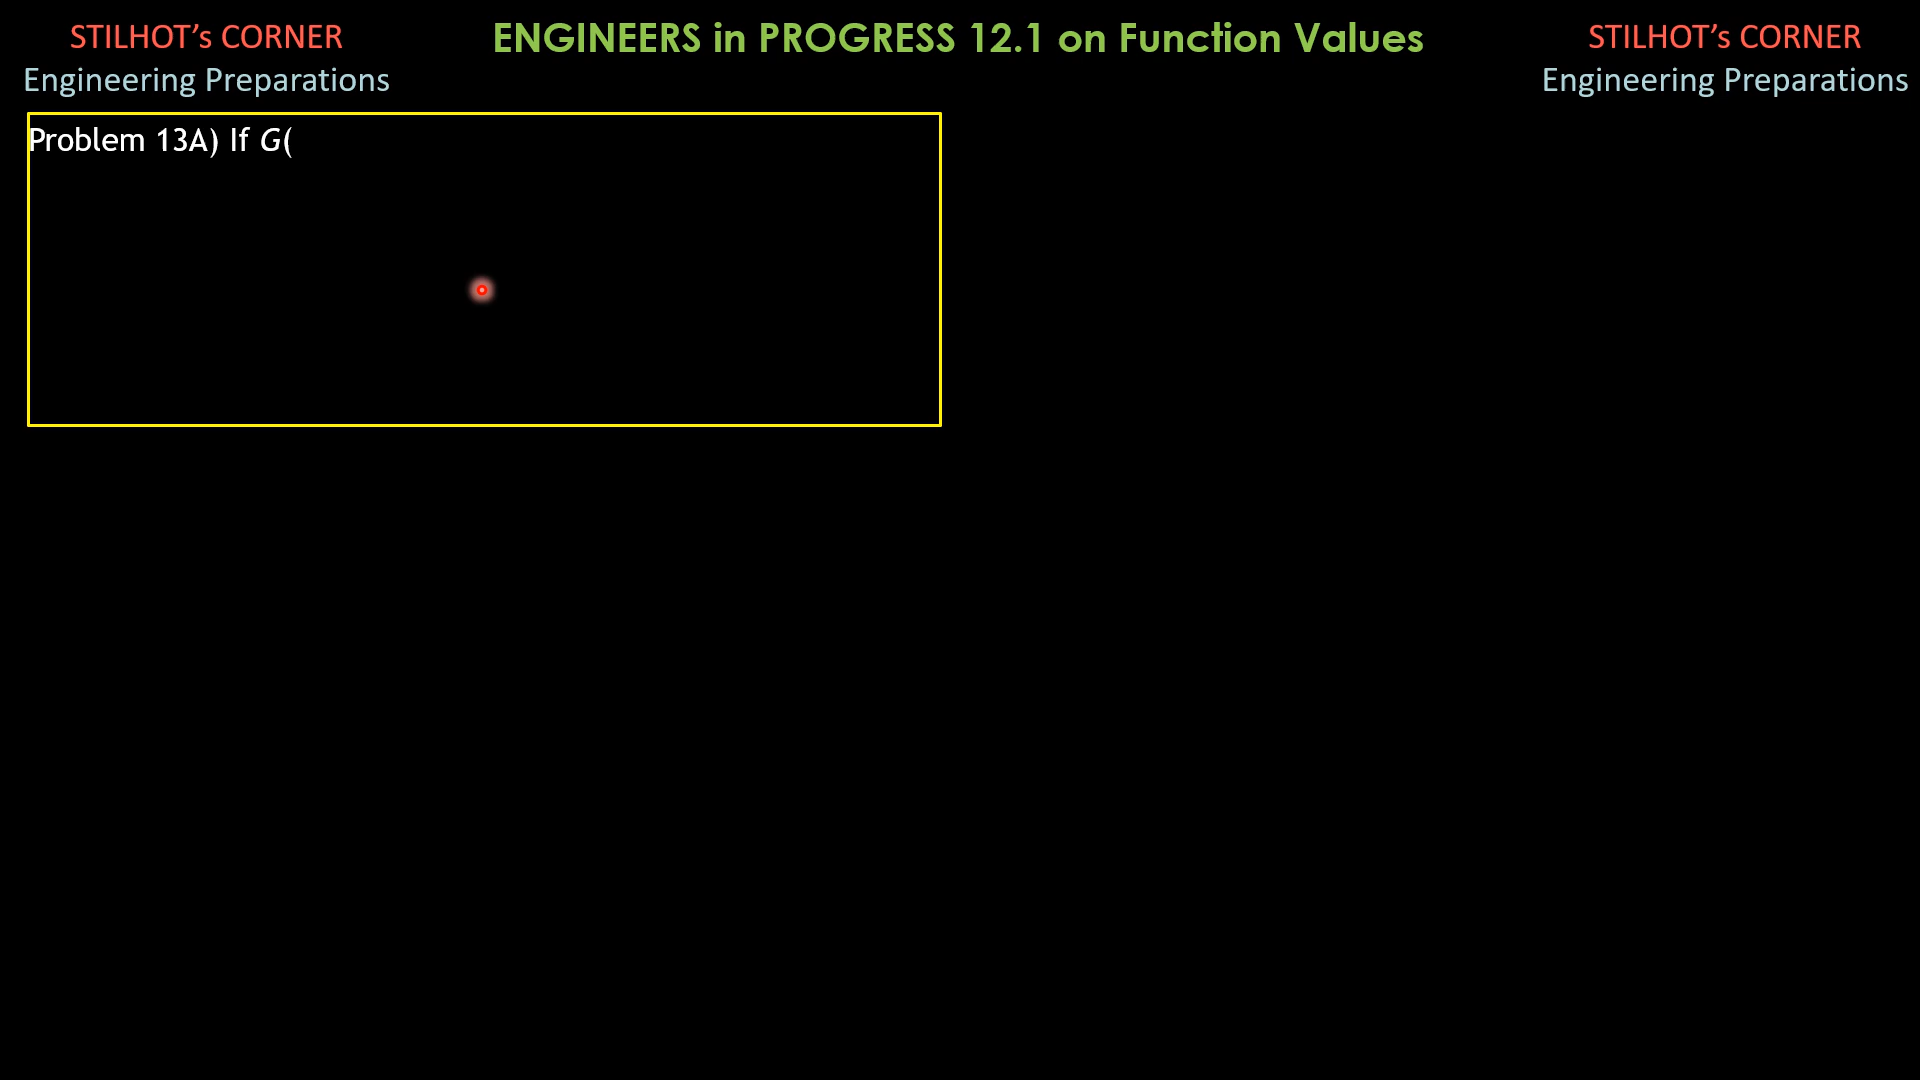 STILHOT’s CORNER
Engineering Preparations
ENGINEERS in PROGRESS 12.1 on Function Values
STILHOT’s CORNER
Engineering Preparations
Problem 13A) If G(